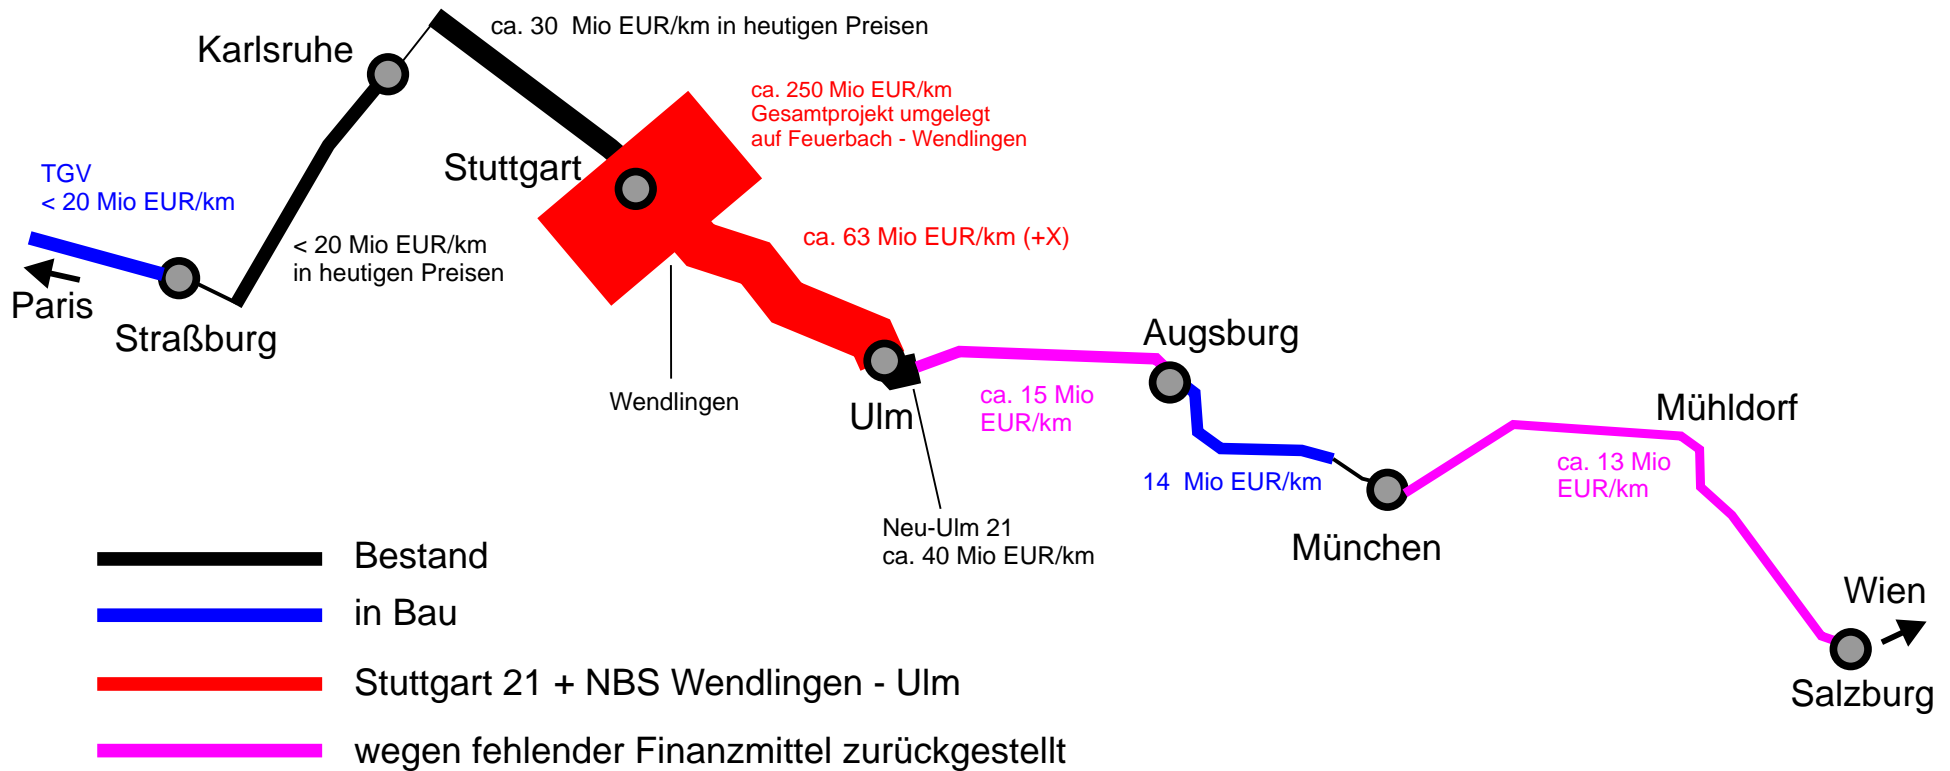 ca. 30 Mio EUR/km in heutigen Preisen
Karlsruhe
ca. 250 Mio EUR/km
Gesamtprojekt umgelegt
auf Feuerbach - Wendlingen
Stuttgart
TGV
< 20 Mio EUR/km
< 20 Mio EUR/km
in heutigen Preisen
ca. 63 Mio EUR/km (+X)
Paris
Straßburg
Wendlingen
Ulm
Augsburg
ca. 15 Mio
EUR/km
14 Mio EUR/km
Mühldorf
ca. 13 Mio
EUR/km
Neu-Ulm 21
ca. 40 Mio EUR/km
München
Wien
Salzburg
Bestand
in Bau
Stuttgart 21 + NBS Wendlingen - Ulm
wegen fehlender Finanzmittel zurückgestellt